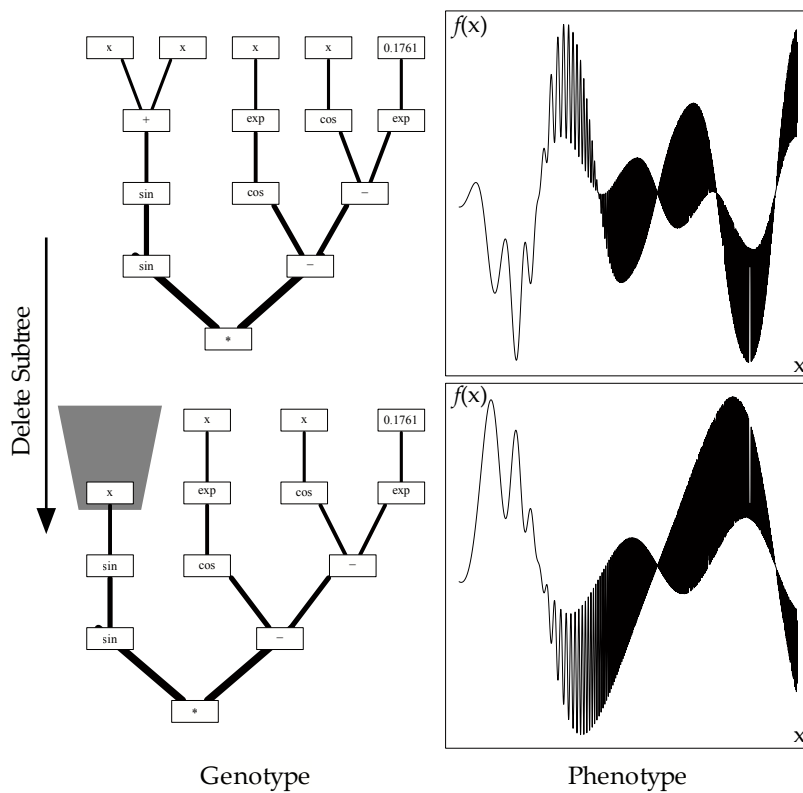 x x x x 0.1761
+ exp cos exp
sin cos −
sin −
*
Delete Subtree
x x 0.1761
x exp cos exp
sin cos −
sin −
*
Genotype
f(x)
x
f(x)
x
Phenotype